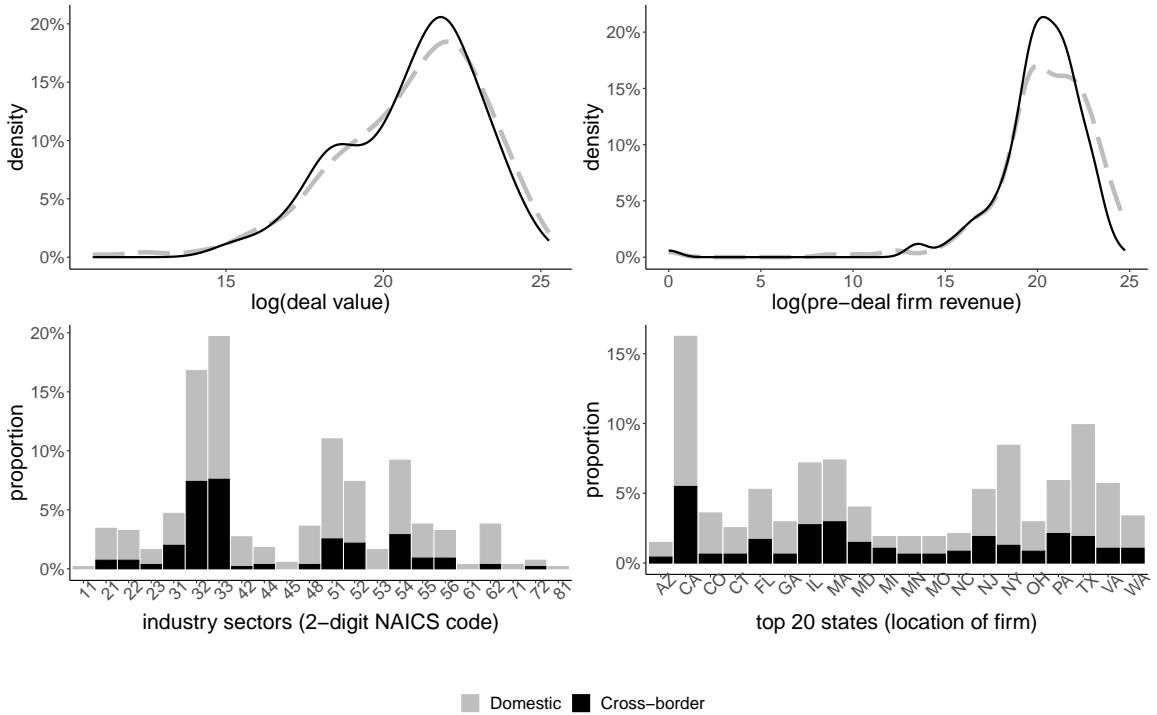 20%
15%
10%
5%
0%
density
15 20 25
log(deal value)
20%
15%
10%
5%
0%
density
0 5 10 15 20 25
log(pre−deal firm revenue)
20%
15%
10%
5%
0%
proportion
11 21 22 23 31 32 33 42 44 45 48 51 52 53 54 55 56 61 62 71 72 81
industry sectors (2−digit NAICS code)
15%
10%
5%
0%
proportion
AZ CA CO CT FL GA IL MA MD MI MN MO NC NJ NY OH PA TX VA WA
top 20 states (location of firm)
Domestic Cross−border